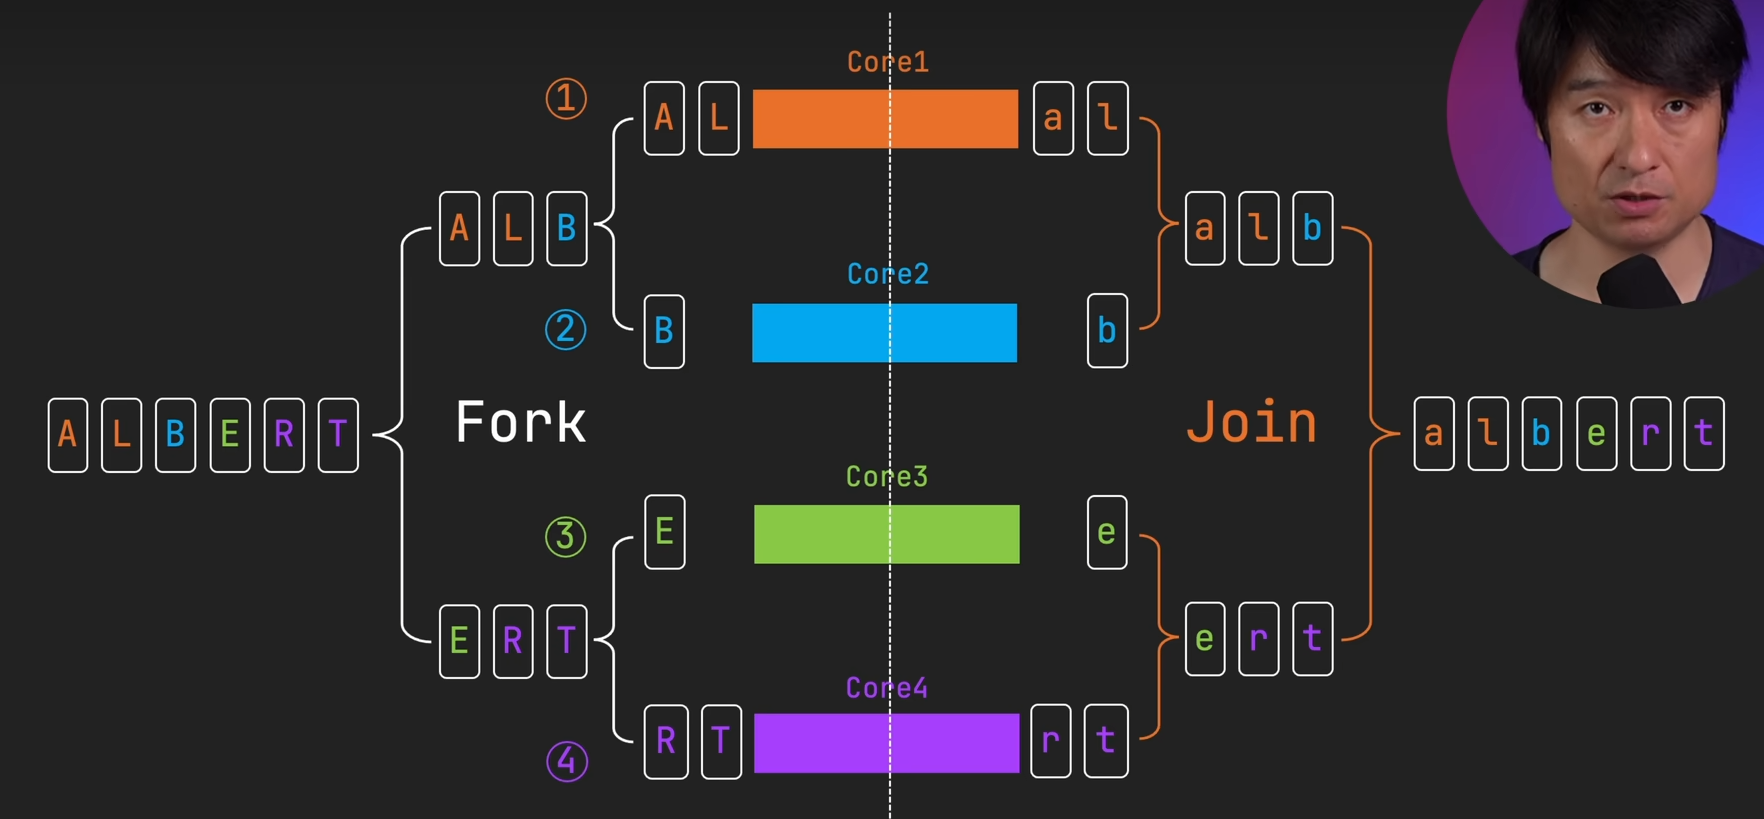 Core1
① A L a l
A L B a l b
Core2
② B b
Fork Join
A L B E R T a l b e r t
Core3
③ E e
E R T e r t
Core4
④ R T r t